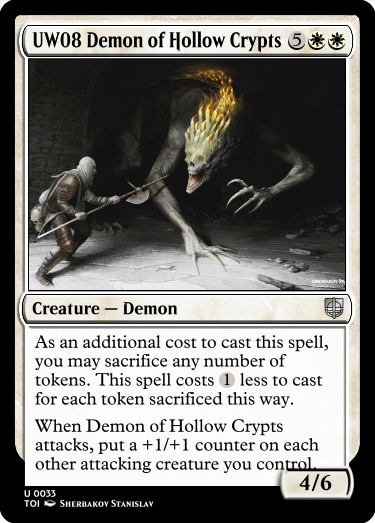 UW08 Demon of Hollow Crypts 5
SHERBAKOV St
Creature — Demon
As an additional cost to cast this spell,
you may sacrifice any number of
tokens. This spell costs 1 less to cast
for each token sacrificed this way.
When Demon of Hollow Crypts
attacks, put a +1/+1 counter on each
other attacking creature you control.
4/6
U 0033
TOI Sherbakov Stanislav